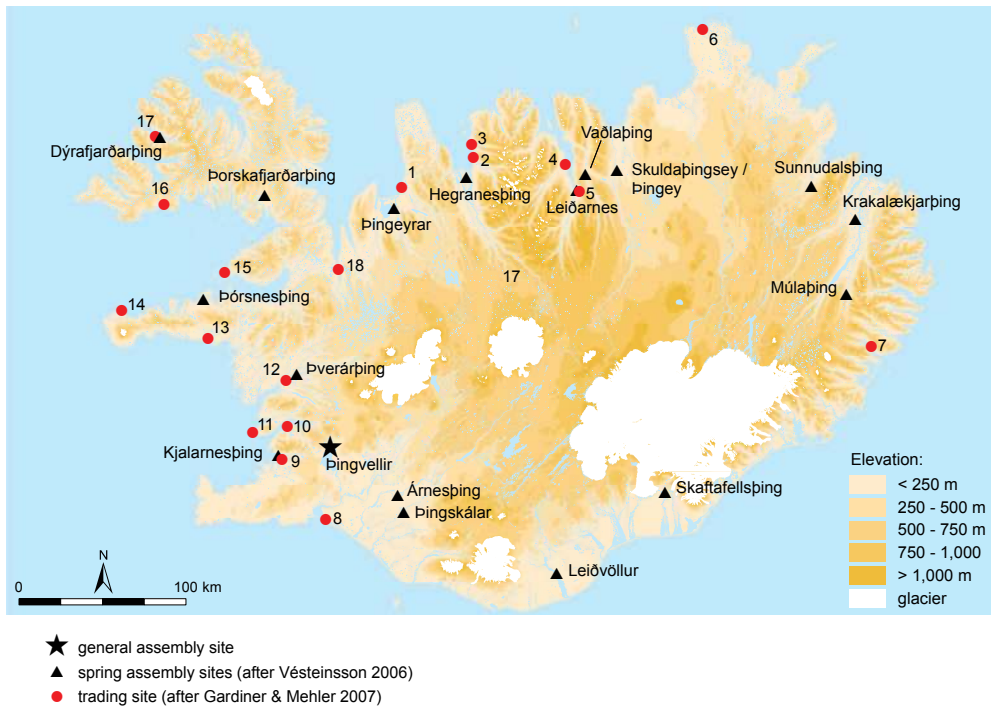 6
17
Dýrafjarðarþing
3
2
Vaðlaþing
4
Þorskafjarðarþing
Skuldaþingsey /
Þingey
Sunnudalsþing
16
1
Hegranesþing
5
Leiðarnes
Krakalækjarþing
Þingeyrar
15
18
17
Þórsnesþing
Múlaþing
14
13
7
12
Þverárþing
11
10
Kjalarnesþing
9
Þingvellir
Elevation:
< 250 m
250 - 500 m
500 - 750 m
750 - 1,000
> 1,000 m
glacier
Árnesþing
Þingskálar
Skaftafellsþing
8
Leiðvöllur
N
0
100 km
general assembly site
spring assembly sites (after Vésteinsson 2006)
trading site (after Gardiner & Mehler 2007)